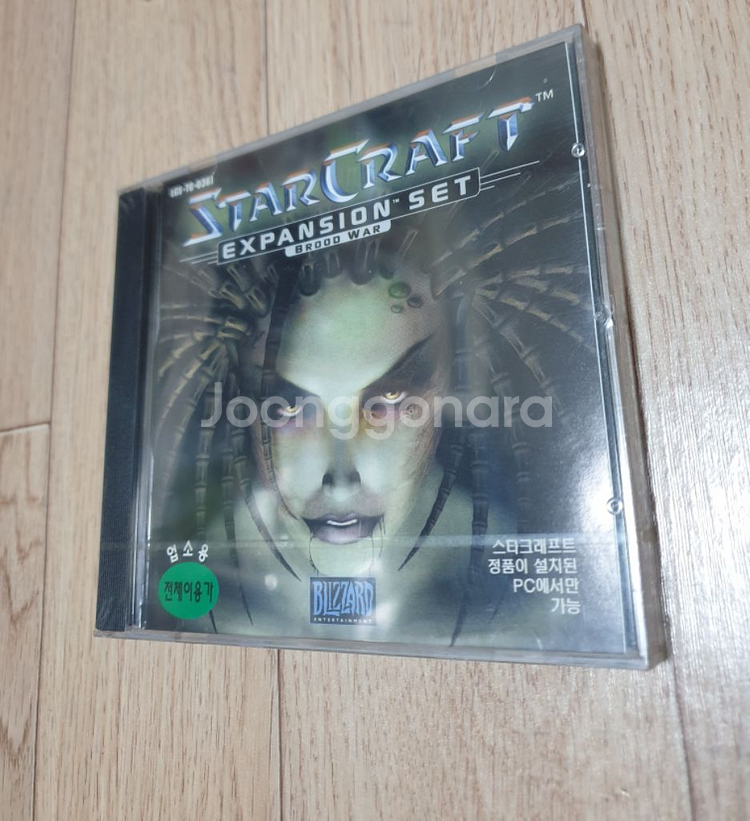 STARCRAFT™
EXPANSION™ SET
BROOD WAR
Joonggonara
업소용
전체이용가
BLIZZARD
ENTERTAINMENT
스타크래프트
정품이 설치된
PC에서만
가능